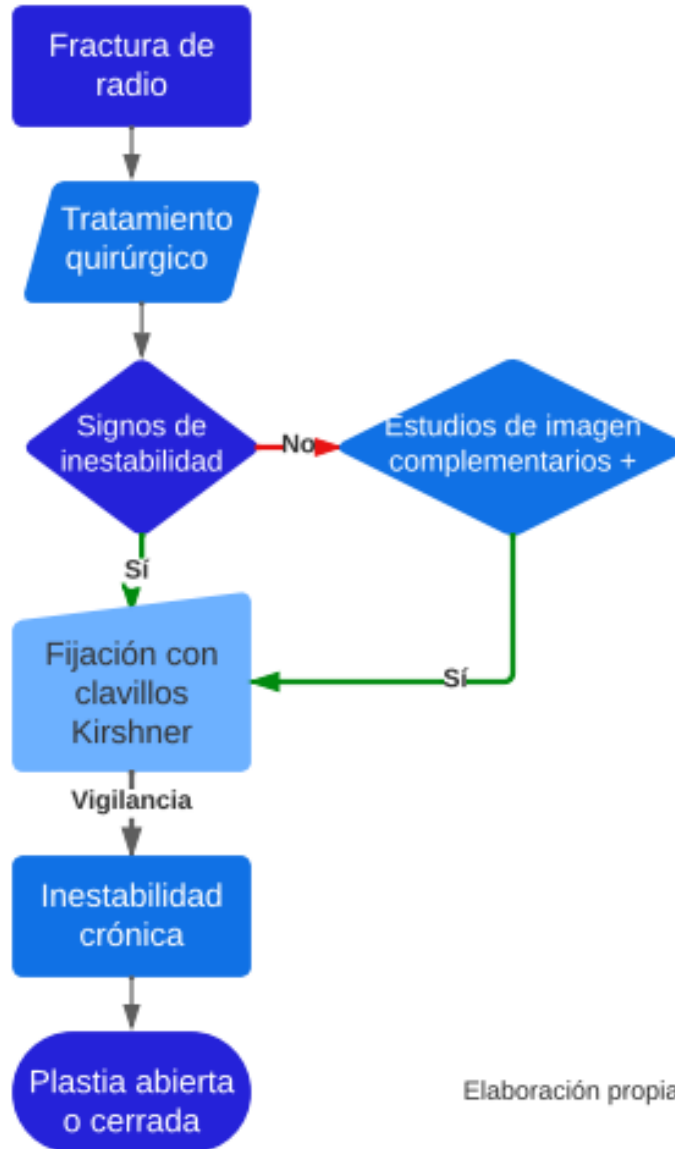 Fractura de
radio
Tratamiento
quirúrgico
Signos de
inestabilidad
No
Estudios de imagen
complementarios +
Sí
Fijación con
clavillos
Kirshner
Sí
Vigilancia
Inestabilidad
crónica
Plastia abierta
o cerrada
Elaboración propia